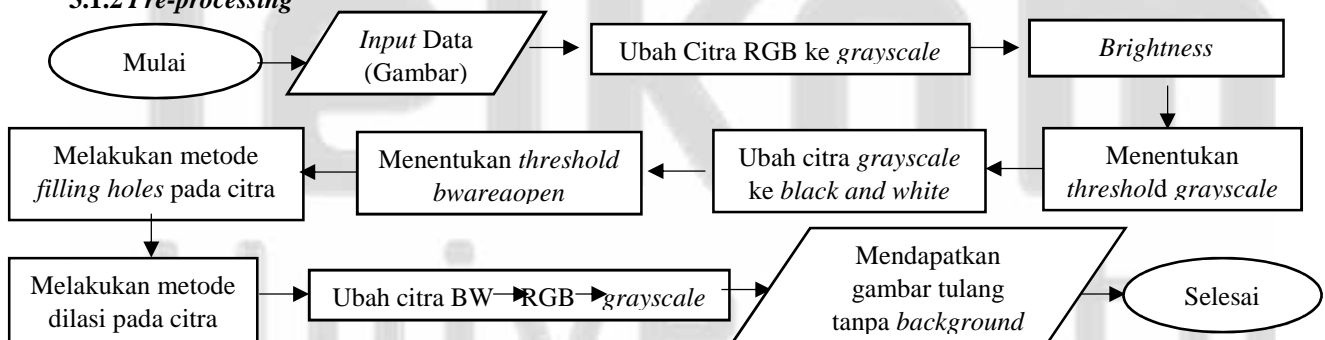 3.1.2 Pre-processing
Mulai
Input Data
(Gambar)
Ubah Citra RGB ke grayscale
Brightness
Menentukan
threshold grayscale
Ubah citra grayscale
ke black and white
Menentukan threshold
bwareaopen
Melakukan metode
filling holes pada citra
Melakukan metode
dilasi pada citra
Ubah citra BW→RGB→grayscale
Mendapatkan
gambar tulang
tanpa background
Selesai